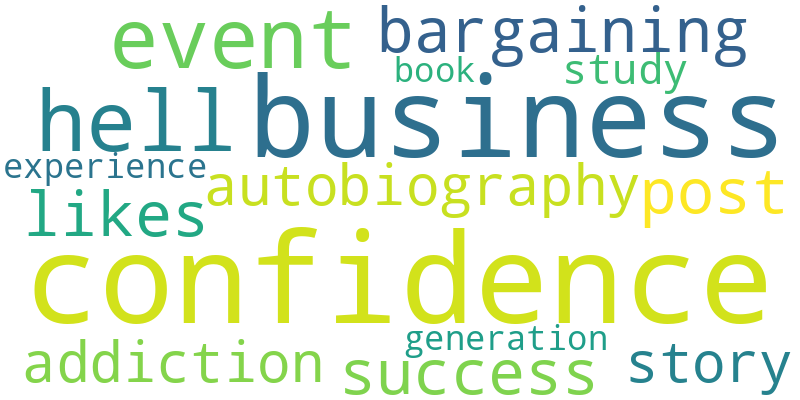 event bargaining
book study
hell business
experience
likes autobiography post
confidence
generation
addiction success story